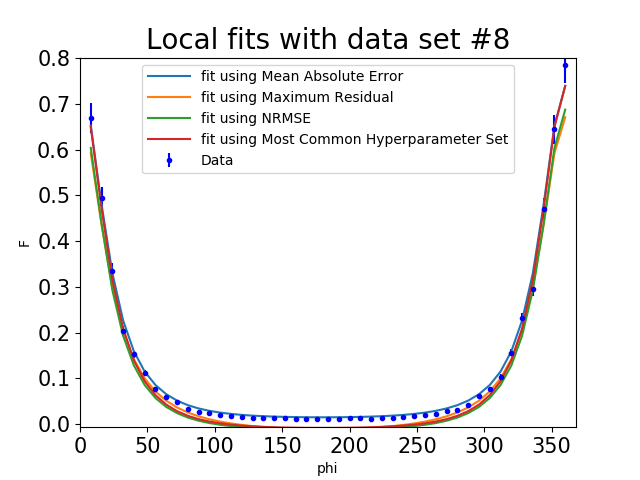 Local fits with data set #8
0.8
0.7
0.6
0.5
0.4
0.3
0.2
0.1
0.0
F
fit using Mean Absolute Error
fit using Maximum Residual
fit using NRMSE
fit using Most Common Hyperparameter Set
Data
0 50 100 150 200 250 300 350
phi